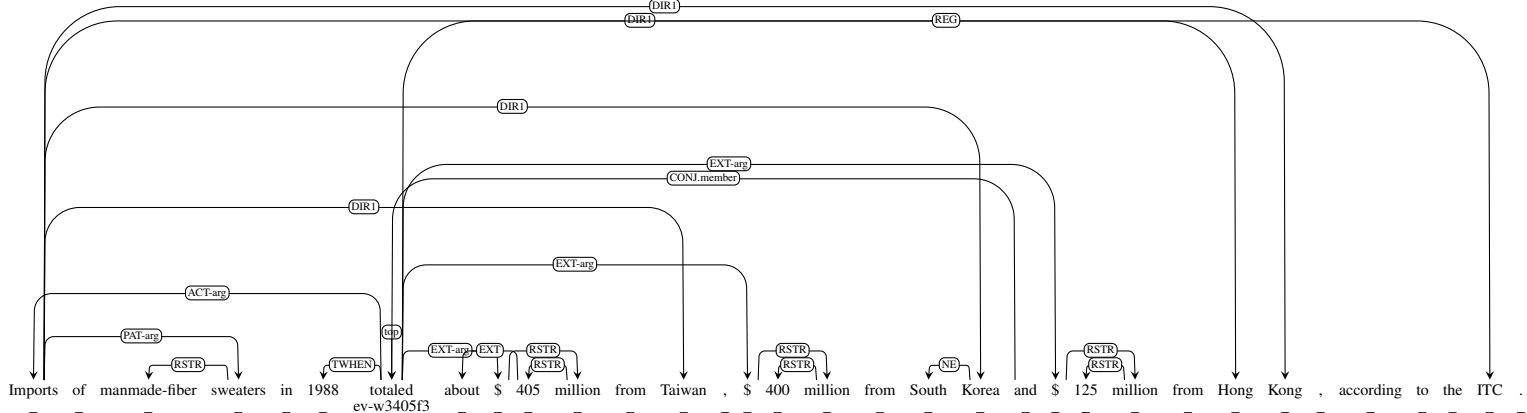 DIR1
DIR1 REG
DIR1
EXT-arg
CONJ.member
DIR1
EXT-arg
ACT-arg
top
PAT-arg
EXT-arg EXT RSTR RSTR RSTR
RSTR TWHEN RSTR RSTR NE RSTR
Imports of manmade-fiber sweaters in 1988 totaled about $ 405 million from Taiwan , $ 400 million from South Korea and $ 125 million from Hong Kong , according to the ITC .
_ _ _ _ _ _ ev-w3405f3 _ _ _ _ _ _ _ _ _ _ _ _ _ _ _ _ _ _ _ _ _ _ _ _ _ _